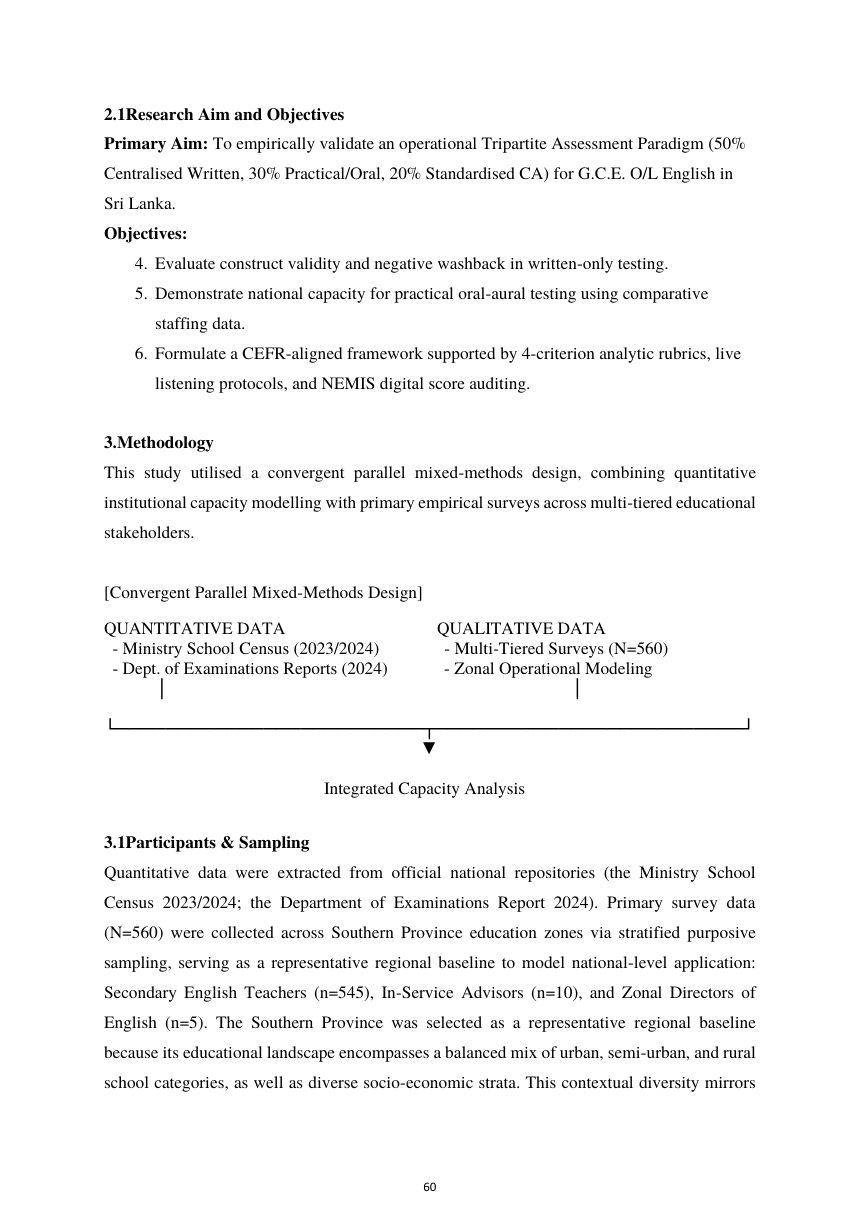 2.1Research Aim and Objectives
Primary Aim: To empirically validate an operational Tripartite Assessment Paradigm (50%
Centralised Written, 30% Practical/Oral, 20% Standardised CA) for G.C.E. O/L English in
Sri Lanka.
Objectives:
4. Evaluate construct validity and negative washback in written-only testing.
5. Demonstrate national capacity for practical oral-aural testing using comparative
staffing data.
6. Formulate a CEFR-aligned framework supported by 4-criterion analytic rubrics, live
listening protocols, and NEMIS digital score auditing.
3.Methodology
This study utilised a convergent parallel mixed-methods design, combining quantitative
institutional capacity modelling with primary empirical surveys across multi-tiered educational
stakeholders.
[Convergent Parallel Mixed-Methods Design]
QUANTITATIVE DATA QUALITATIVE DATA
- Ministry School Census (2023/2024) - Multi-Tiered Surveys (N=560)
- Dept. of Examinations Reports (2024) - Zonal Operational Modeling
Integrated Capacity Analysis
3.1Participants & Sampling
Quantitative data were extracted from official national repositories (the Ministry School
Census 2023/2024; the Department of Examinations Report 2024). Primary survey data
(N=560) were collected across Southern Province education zones via stratified purposive
sampling, serving as a representative regional baseline to model national-level application:
Secondary English Teachers (n=545), In-Service Advisors (n=10), and Zonal Directors of
English (n=5). The Southern Province was selected as a representative regional baseline
because its educational landscape encompasses a balanced mix of urban, semi-urban, and rural
school categories, as well as diverse socio-economic strata. This contextual diversity mirrors
60